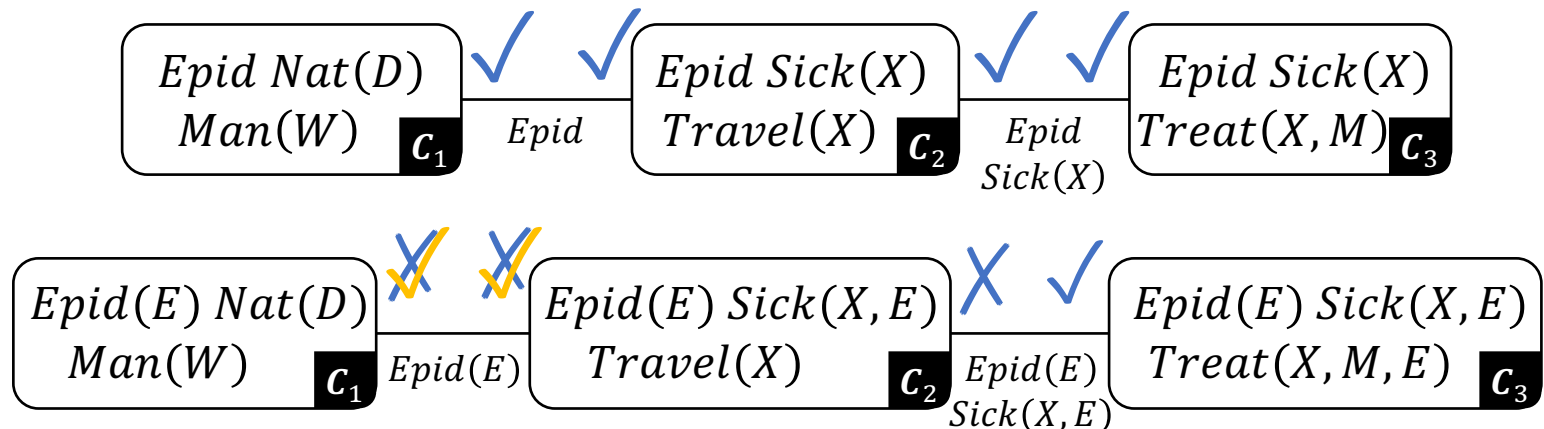 Epid Nat(D)
Man(W)
C₁
Epid
Epid Sick(X)
Travel(X)
C₂
Epid
Sick(X)
Epid Sick(X)
Treat(X, M)
C₃
Epid(E) Nat(D)
Man(W)
C₁
Epid(E)
Epid(E) Sick(X, E)
Travel(X)
C₂
Epid(E)
Sick(X, E)
Epid(E) Sick(X, E)
Treat(X, M, E)
C₃